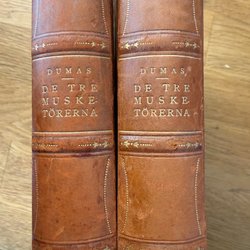 DUMAS
DE TRE
MUSKE-
TÖRERNA
DUMAS
DE TRE
MUSKE-
TÖRERNA